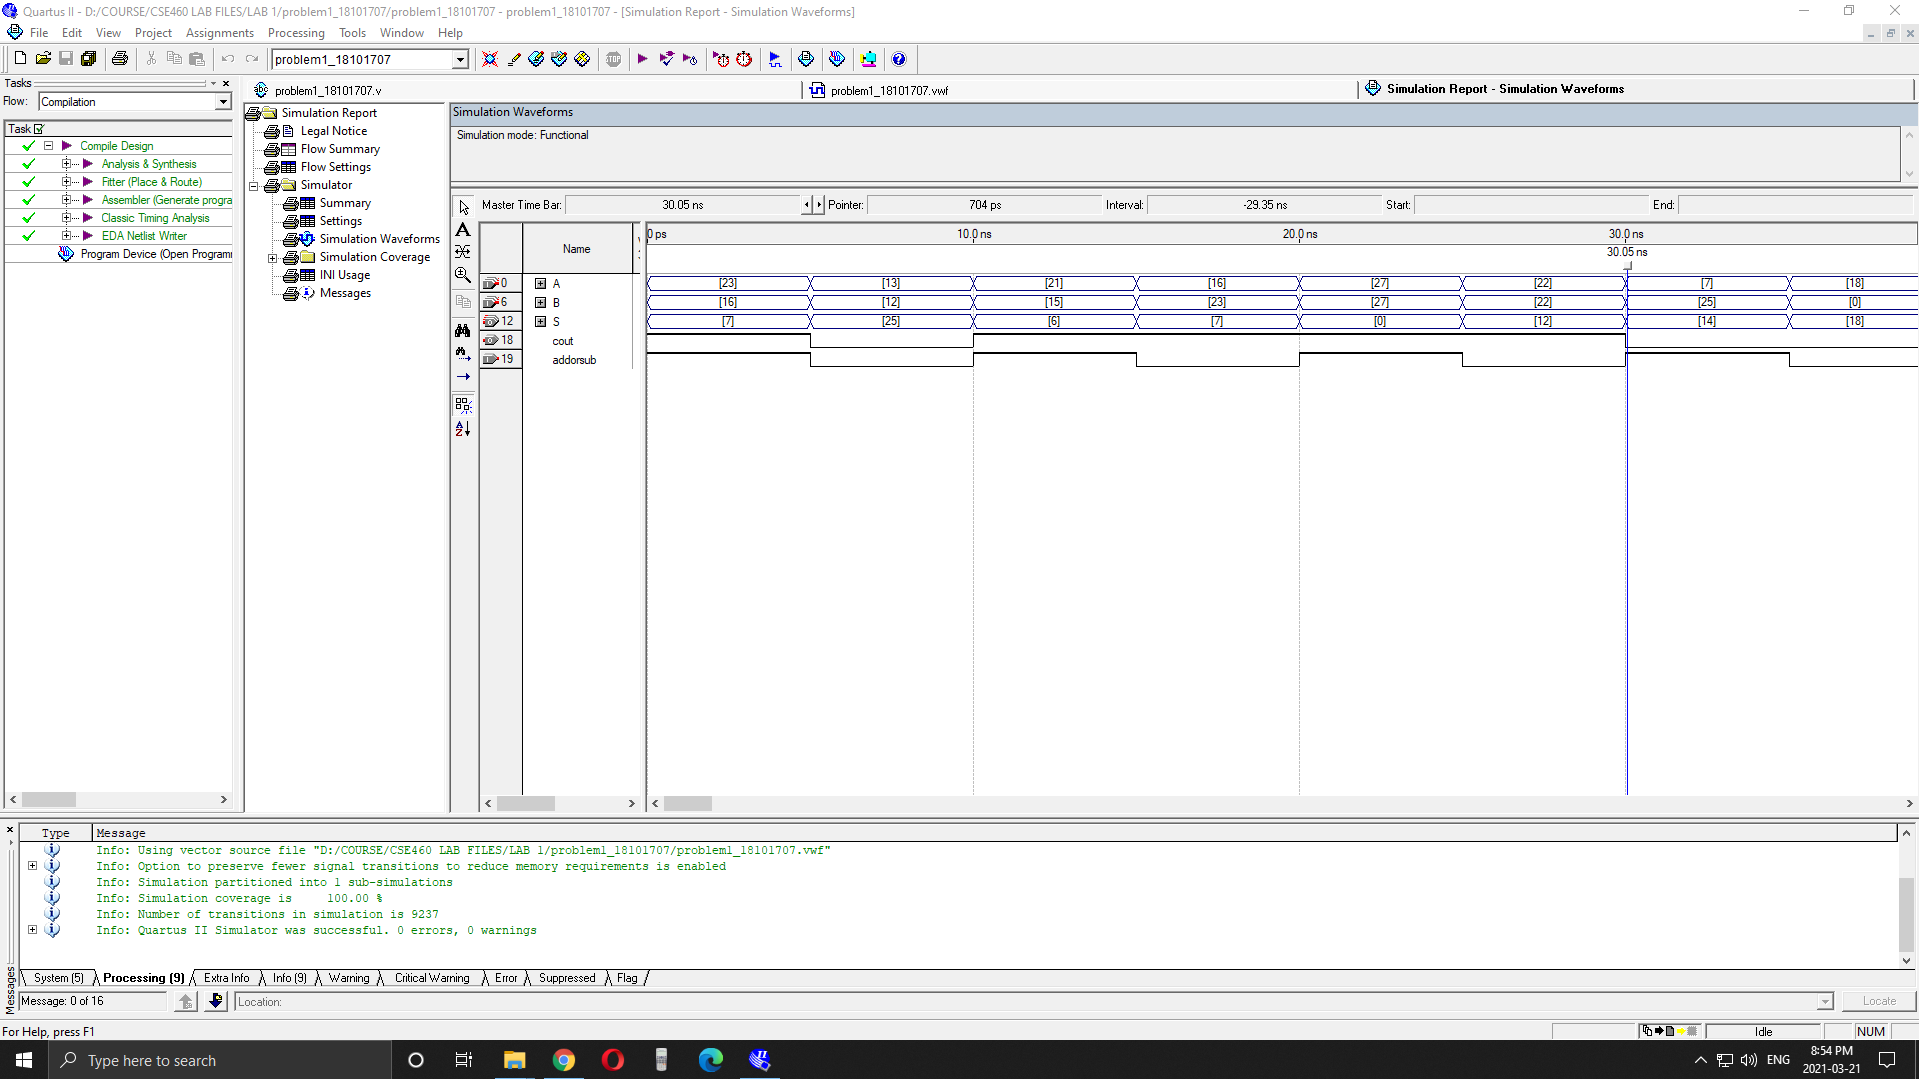 Quartus II - D:/COURSE/CSE460 LAB FILES/LAB 1/problem1_18101707/problem1_18101707 - problem1_18101707 - [Simulation Report - Simulation Waveforms]
File Edit View Project Assignments Processing Tools Window Help
problem1_18101707
Tasks
Flow: Compilation
Task
Compile Design
Analysis & Synthesis
Fitter (Place & Route)
Assembler (Generate progra
Classic Timing Analysis
EDA Netlist Writer
Program Device (Open Program
problem1_18101707.v
problem1_18101707.vwf
Simulation Report - Simulation Waveforms
Simulation Report
Legal Notice
Flow Summary
Flow Settings
Simulator
Summary
Settings
Simulation Waveforms
Simulation Coverage
INI Usage
Messages
Simulation Waveforms
Simulation mode: Functional
Master Time Bar: 30.05 ns Pointer: 704 ps Interval: -29.35 ns Start: End:
Name
0 ps 10.0 ns 20.0 ns 30.0 ns
30.05 ns
0 A [23] [13] [21] [16] [27] [22] [7] [18]
6 B [16] [12] [15] [23] [27] [22] [25] [0]
12 S [7] [25] [6] [7] [0] [12] [14] [18]
18 cout
19 addorsub
Type Message
Info: Using vector source file "D:/COURSE/CSE460 LAB FILES/LAB 1/problem1_18101707/problem1_18101707.vwf"
Info: Option to preserve fewer signal transitions to reduce memory requirements is enabled
Info: Simulation partitioned into 1 sub-simulations
Info: Simulation coverage is 100.00 %
Info: Number of transitions in simulation is 9237
Info: Quartus II Simulator was successful. 0 errors, 0 warnings
System (5) Processing (9) Extra Info Info (9) Warning Critical Warning Error Suppressed Flag
Messages
Message: 0 of 16 Location: Locate
For Help, press F1 Idle NUM
Type here to search
ENG
8:54 PM
2021-03-21